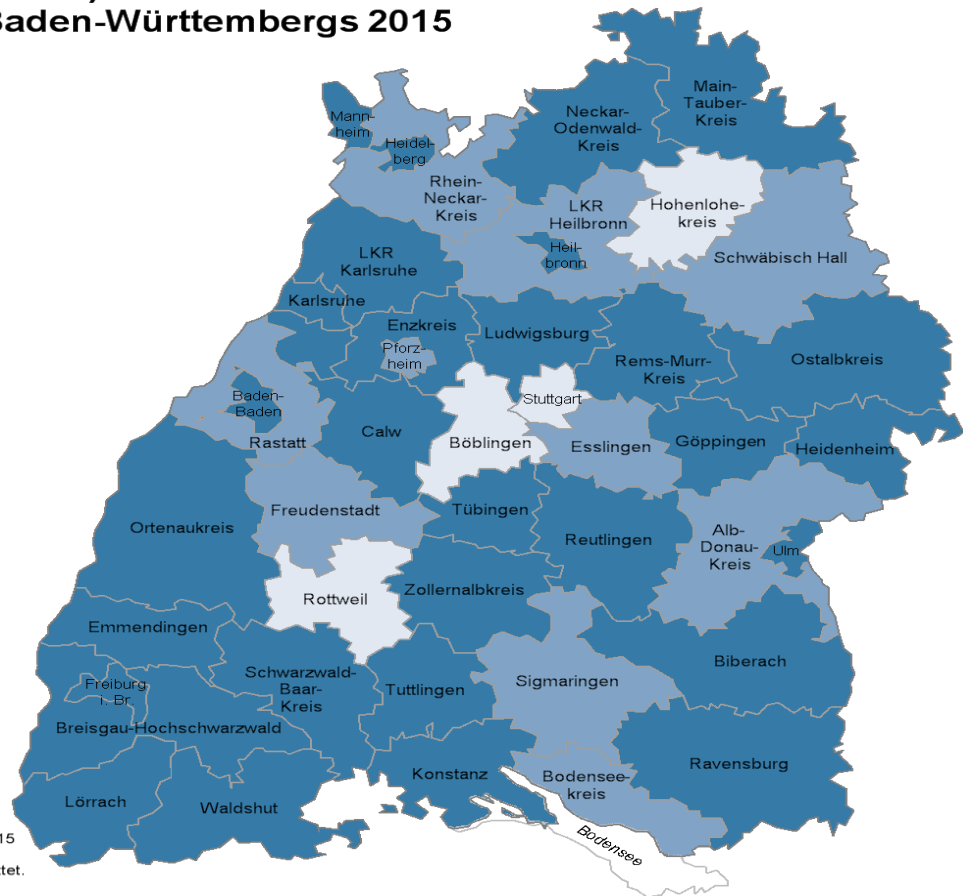 Baden-Württembergs 2015
Main-
Tauber-
Kreis
Neckar-
Odenwald-
Kreis
Mann-
heim
Heidel-
berg
Rhein-
Neckar-
Kreis
LKR
Heilbronn
Hohenlohe-
kreis
Heil-
bronn
Schwäbisch Hall
LKR
Karlsruhe
Karlsruhe
Enzkreis
Pforz-
heim
Ludwigsburg
Rems-Murr-
Kreis
Ostalbkreis
Baden-
Baden
Rastatt
Calw
Böblingen
Stuttgart
Esslingen
Göppingen
Heidenheim
Ortenaukreis
Freudenstadt
Tübingen
Reutlingen
Alb-
Donau-
Kreis
Ulm
Rottweil
Zollernalbkreis
Emmendingen
Schwarzwald-
Baar-
Kreis
Tuttlingen
Sigmaringen
Biberach
Freiburg
i. Br.
Breisgau-Hochschwarzwald
Konstanz
Bodensee-
kreis
Ravensburg
Lörrach
Waldshut
Bodensee
15